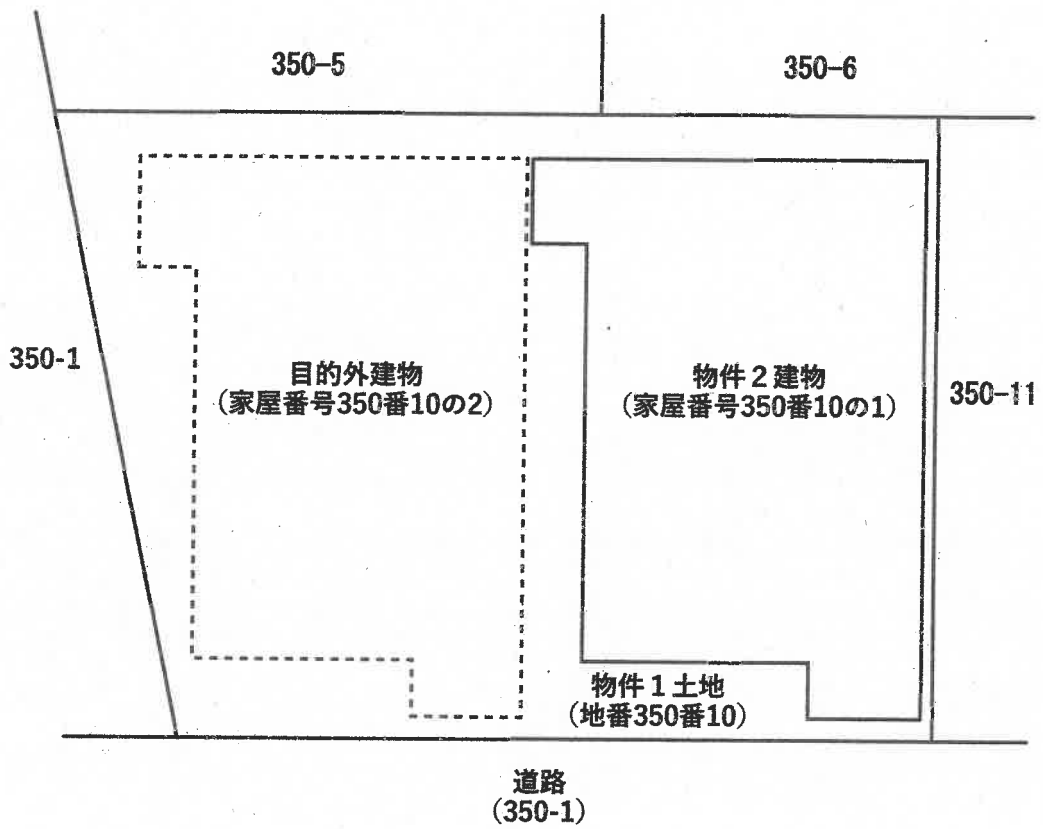 350-5
350-6
350-1
目的外建物
（家屋番号350番10の2）
物件２建物
（家屋番号350番10の1）
350-11
物件１土地
（地番350番10）
道路
（350-1）